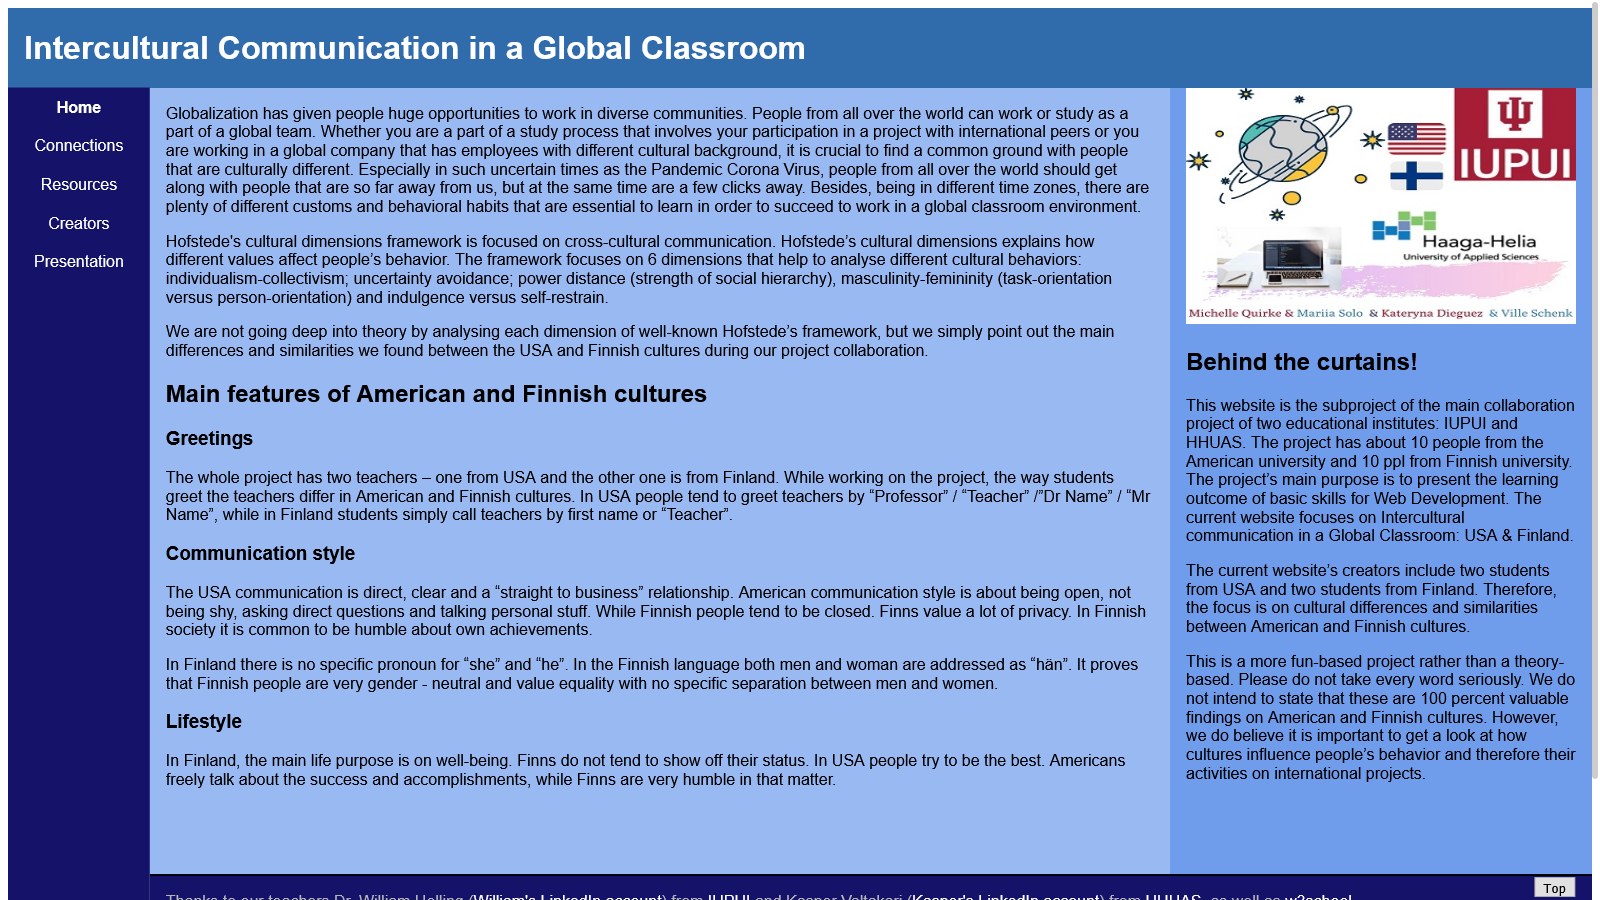 Intercultural Communication in a Global Classroom
Home
Connections
Resources
Creators
Presentation
Globalization has given people huge opportunities to work in diverse communities. People from all over the world can work or study as a
part of a global team. Whether you are a part of a study process that involves your participation in a project with international peers or you
are working in a global company that has employees with different cultural background, it is crucial to find a common ground with people
that are culturally different. Especially in such uncertain times as the Pandemic Corona Virus, people from all over the world should get
along with people that are so far away from us, but at the same time are a few clicks away. Besides, being in different time zones, there are
plenty of different customs and behavioral habits that are essential to learn in order to succeed to work in a global classroom environment.
Hofstede's cultural dimensions framework is focused on cross-cultural communication. Hofstede’s cultural dimensions explains how
different values affect people’s behavior. The framework focuses on 6 dimensions that help to analyse different cultural behaviors:
individualism-collectivism; uncertainty avoidance; power distance (strength of social hierarchy), masculinity-femininity (task-orientation
versus person-orientation) and indulgence versus self-restrain.
We are not going deep into theory by analysing each dimension of well-known Hofstede’s framework, but we simply point out the main
differences and similarities we found between the USA and Finnish cultures during our project collaboration.
Main features of American and Finnish cultures
Greetings
The whole project has two teachers – one from USA and the other one is from Finland. While working on the project, the way students
greet the teachers differ in American and Finnish cultures. In USA people tend to greet teachers by “Professor” / “Teacher” /”Dr Name” / “Mr
Name”, while in Finland students simply call teachers by first name or “Teacher”.
Communication style
The USA communication is direct, clear and a “straight to business” relationship. American communication style is about being open, not
being shy, asking direct questions and talking personal stuff. While Finnish people tend to be closed. Finns value a lot of privacy. In Finnish
society it is common to be humble about own achievements.
In Finland there is no specific pronoun for “she” and “he”. In the Finnish language both men and woman are addressed as “hän”. It proves
that Finnish people are very gender - neutral and value equality with no specific separation between men and women.
Lifestyle
In Finland, the main life purpose is on well-being. Finns do not tend to show off their status. In USA people try to be the best. Americans
freely talk about the success and accomplishments, while Finns are very humble in that matter.
IUPUI
Haaga-Helia
University of Applied Sciences
Michelle Quirke & Mariia Solo & Kateryna Dieguez & Ville Schenk
Behind the curtains!
This website is the subproject of the main collaboration
project of two educational institutes: IUPUI and
HHUAS. The project has about 10 people from the
American university and 10 ppl from Finnish university.
The project’s main purpose is to present the learning
outcome of basic skills for Web Development. The
current website focuses on Intercultural
communication in a Global Classroom: USA & Finland.
The current website’s creators include two students
from USA and two students from Finland. Therefore,
the focus is on cultural differences and similarities
between American and Finnish cultures.
This is a more fun-based project rather than a theory-
based. Please do not take every word seriously. We do
not intend to state that these are 100 percent valuable
findings on American and Finnish cultures. However,
we do believe it is important to get a look at how
cultures influence people’s behavior and therefore their
activities on international projects.
Thanks to our teachers Dr. William Helling (William's LinkedIn account) from IUPUI and Kasper Valtakari (Kasper's LinkedIn account) from HHUAS, as well as w3school
Top